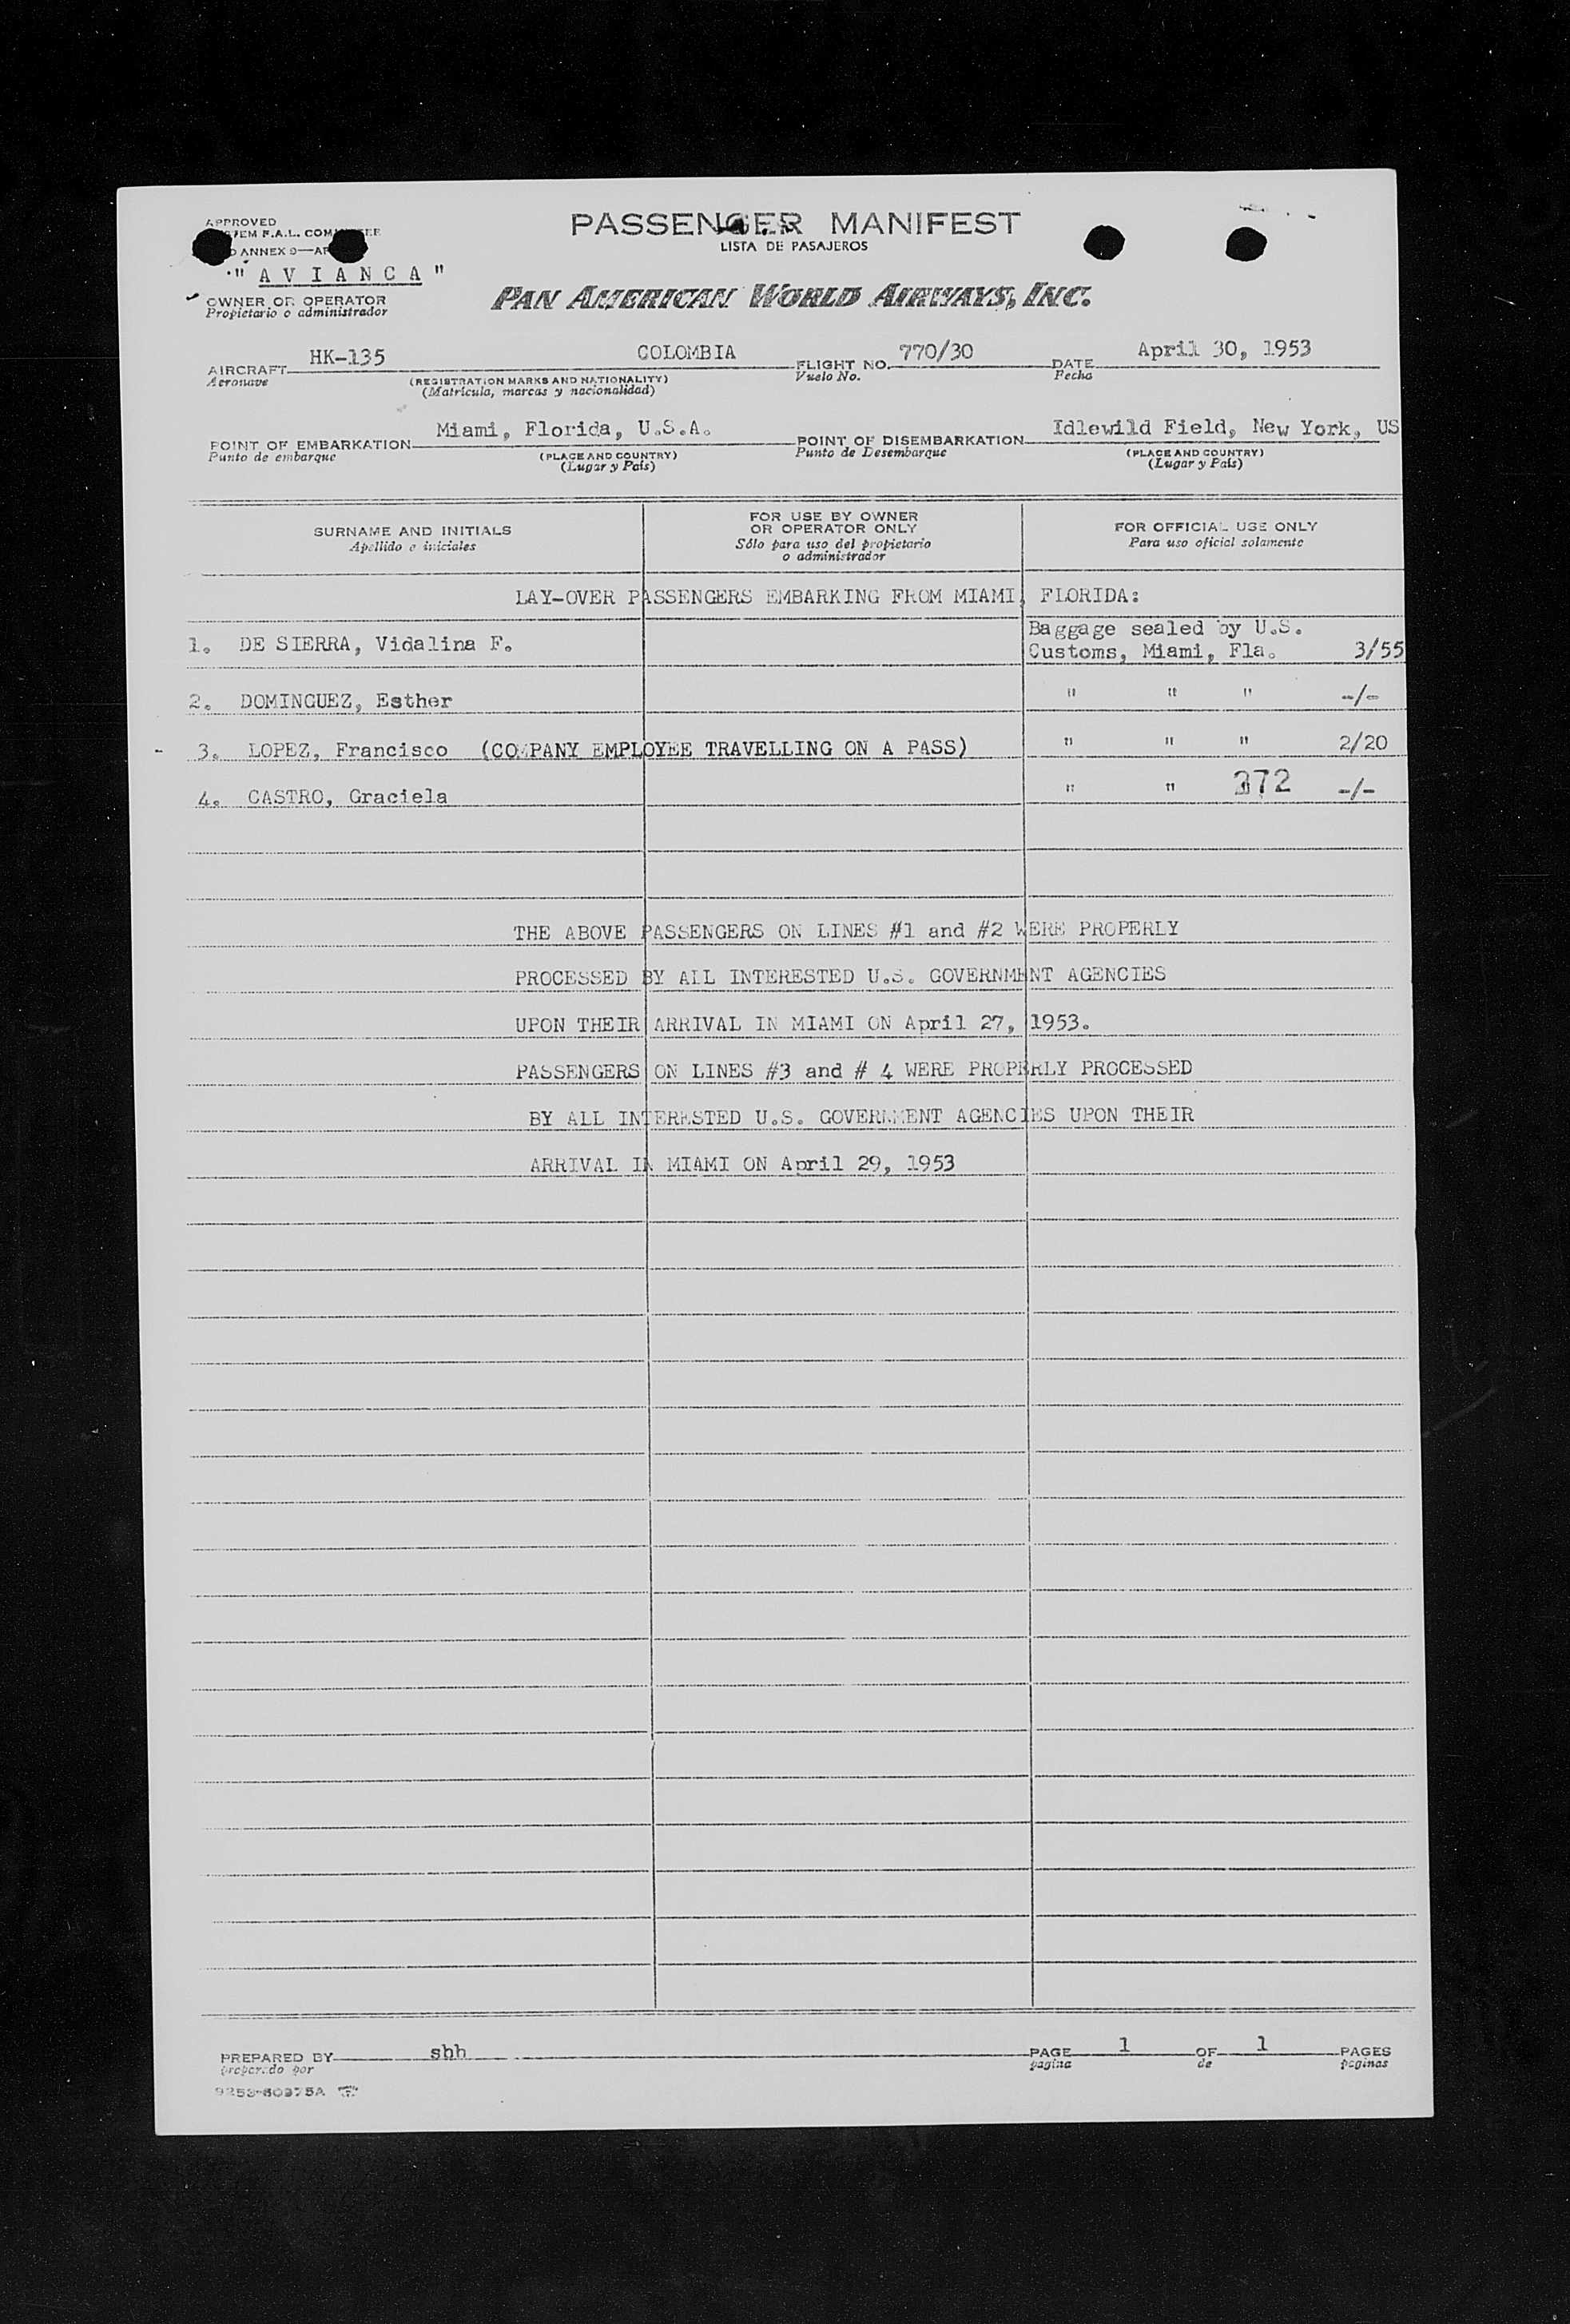 APPROVED
PASSENGER MANIFEST
F.A.L. COMMITTEE
LISTA DE PASAJEROS
ANNEX 9—
"AVIANCA"
OWNER OR OPERATOR
Propietario o administrador
PAN AMERICAN WORLD AIRWAYS, INC.
AIRCRAFT HK-135 COLOMBIA FLIGHT NO. 770/30 DATE April 30, 1953
Aeronave (REGISTRATION MARKS AND NATIONALITY) Vuelo No. Fecha
(Matrícula, marcas y nacionalidad)
POINT OF EMBARKATION Miami, Florida, U.S.A. POINT OF DISEMBARKATION Idlewild Field, New York, US
Punto de embarque (PLACE AND COUNTRY) Punto de Desembarque (PLACE AND COUNTRY)
(Lugar y País) (Lugar y País)
SURNAME AND INITIALS
Apellido e iniciales
FOR USE BY OWNER
OR OPERATOR ONLY
Sólo para uso del propietario
o administrador
FOR OFFICIAL USE ONLY
Para uso oficial solamente
LAY-OVER PASSENGERS EMBARKING FROM MIAMI, FLORIDA:
1. DE SIERRA, Vidalina F. Baggage sealed by U.S.
Customs, Miami, Fla. 3/55
2. DOMINGUEZ, Esther " " " -/-
- 3. LOPEZ, Francisco (COMPANY EMPLOYEE TRAVELLING ON A PASS) " " " 2/20
4. CASTRO, Graciela " " 372 -/-
THE ABOVE PASSENGERS ON LINES #1 and #2 WERE PROPERLY
PROCESSED BY ALL INTERESTED U.S. GOVERNMENT AGENCIES
UPON THEIR ARRIVAL IN MIAMI ON April 27, 1953.
PASSENGERS ON LINES #3 and # 4 WERE PROPERLY PROCESSED
BY ALL INTERESTED U.S. GOVERNMENT AGENCIES UPON THEIR
ARRIVAL IN MIAMI ON April 29, 1953
PREPARED BY shh PAGE 1 OF 1 PAGES
preparado por pagina de paginas
9253-60975A